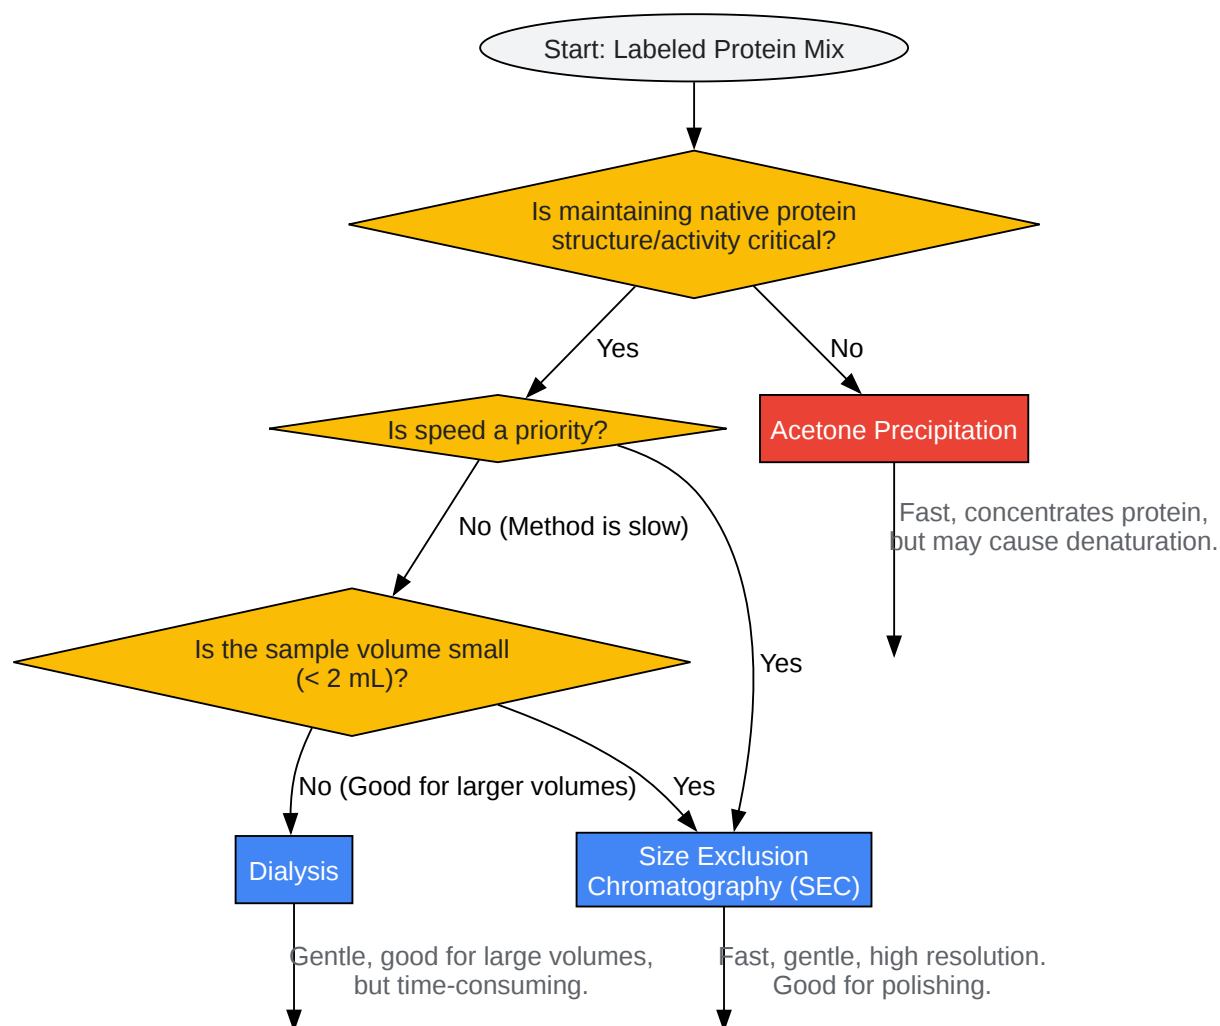 Start: Labeled Protein Mix
Is maintaining native protein
structure/activity critical?
Yes
No
Is speed a priority?
Acetone Precipitation
Fast, concentrates protein,
but may cause denaturation.
No (Method is slow)
Is the sample volume small
(< 2 mL)?
Yes
No (Good for larger volumes)
Yes
Dialysis
Size Exclusion
Chromatography (SEC)
Gentle, good for large volumes,
but time-consuming.
Fast, gentle, high resolution.
Good for polishing.